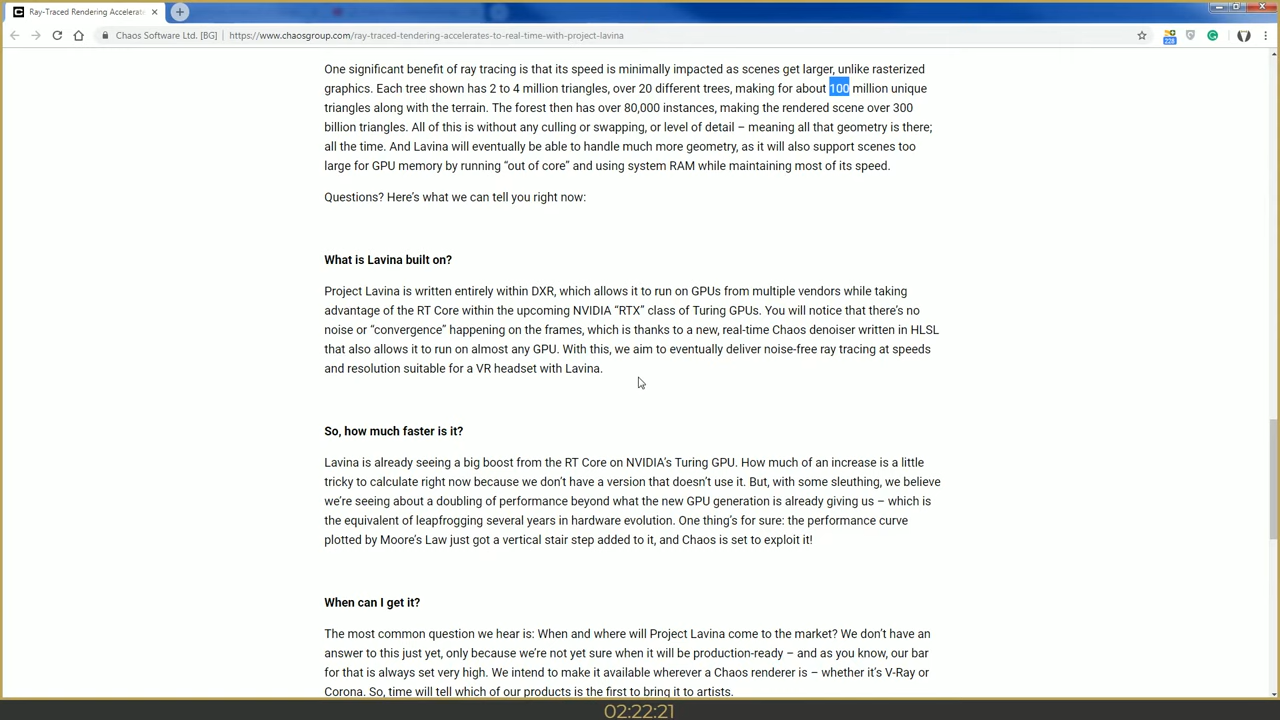 Ray-Traced Rendering Accelerate
Chaos Software Ltd. [BG] https://www.chaosgroup.com/ray-traced-tendering-accelerates-to-real-time-with-project-lavina
228
One significant benefit of ray tracing is that its speed is minimally impacted as scenes get larger, unlike rasterized
graphics. Each tree shown has 2 to 4 million triangles, over 20 different trees, making for about 100 million unique
triangles along with the terrain. The forest then has over 80,000 instances, making the rendered scene over 300
billion triangles. All of this is without any culling or swapping, or level of detail – meaning all that geometry is there;
all the time. And Lavina will eventually be able to handle much more geometry, as it will also support scenes too
large for GPU memory by running “out of core” and using system RAM while maintaining most of its speed.
Questions? Here’s what we can tell you right now:
What is Lavina built on?
Project Lavina is written entirely within DXR, which allows it to run on GPUs from multiple vendors while taking
advantage of the RT Core within the upcoming NVIDIA “RTX” class of Turing GPUs. You will notice that there’s no
noise or “convergence” happening on the frames, which is thanks to a new, real-time Chaos denoiser written in HLSL
that also allows it to run on almost any GPU. With this, we aim to eventually deliver noise-free ray tracing at speeds
and resolution suitable for a VR headset with Lavina.
So, how much faster is it?
Lavina is already seeing a big boost from the RT Core on NVIDIA’s Turing GPU. How much of an increase is a little
tricky to calculate right now because we don’t have a version that doesn’t use it. But, with some sleuthing, we believe
we’re seeing about a doubling of performance beyond what the new GPU generation is already giving us – which is
the equivalent of leapfrogging several years in hardware evolution. One thing’s for sure: the performance curve
plotted by Moore’s Law just got a vertical stair step added to it, and Chaos is set to exploit it!
When can I get it?
The most common question we hear is: When and where will Project Lavina come to the market? We don’t have an
answer to this just yet, only because we’re not yet sure when it will be production-ready – and as you know, our bar
for that is always set very high. We intend to make it available wherever a Chaos renderer is – whether it’s V-Ray or
Corona. So, time will tell which of our products is the first to bring it to artists.
02:22:21